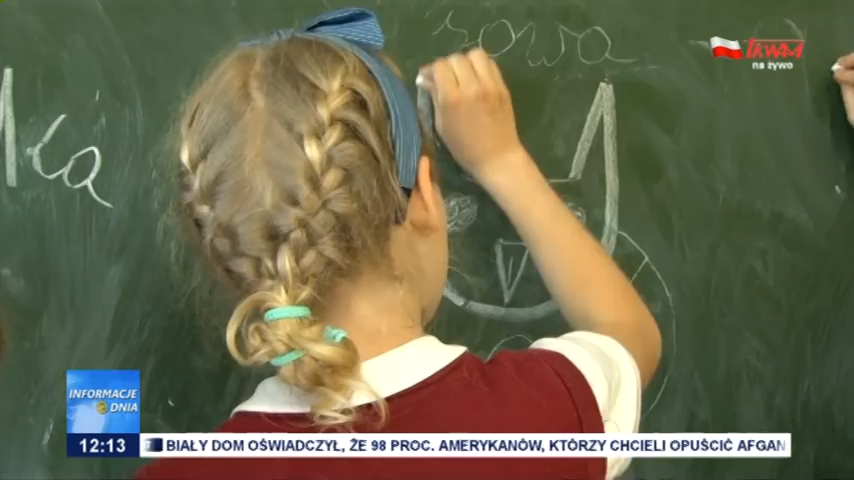 sowa
TRWAM
na żywo
ką
INFORMACJE
DNIA
12:13
BIAŁY DOM OŚWIADCZYŁ, ŻE 98 PROC. AMERYKANÓW, KTÓRZY CHCIELI OPUŚCIĆ AFGAN